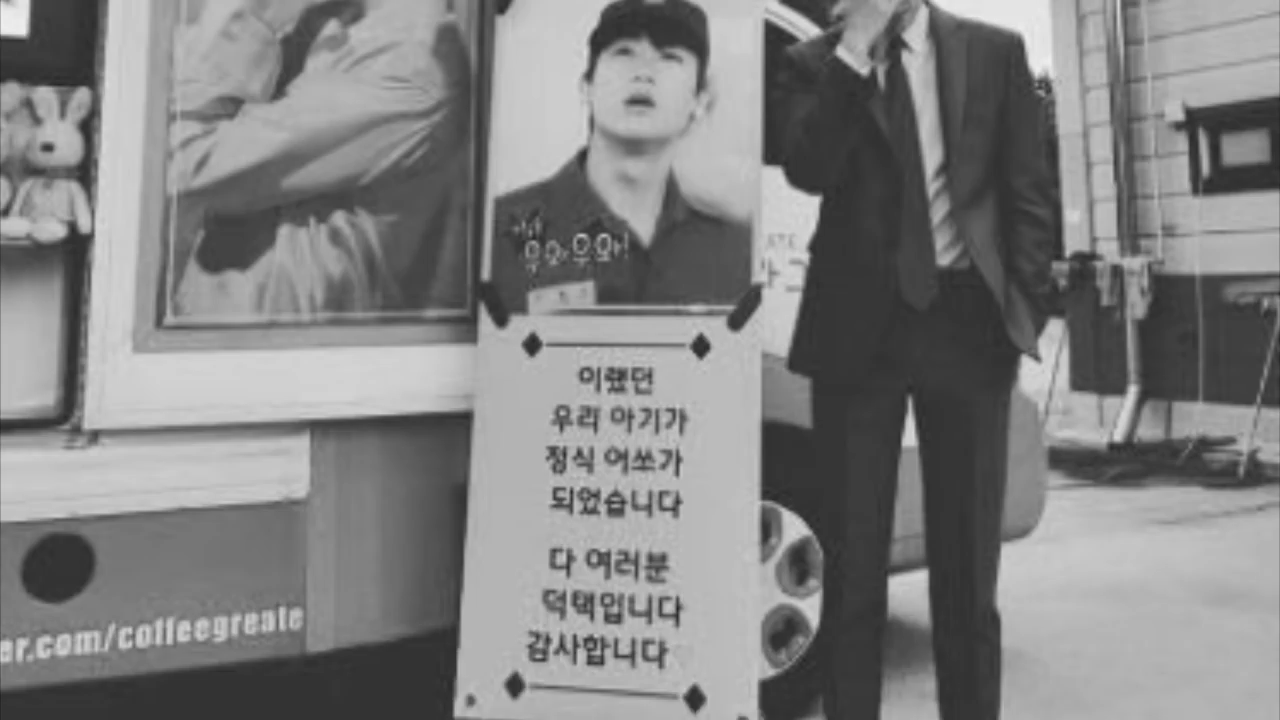 우와우와!
이랬던
우리 아기가
정식 어쏘가
되었습니다
다 여러분
덕택입니다
감사합니다
er.com/coffeegreate